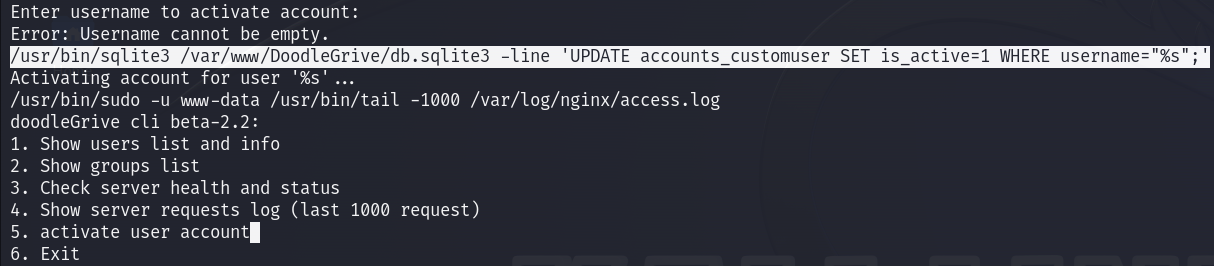 Enter username to activate account:
Error: Username cannot be empty.
/usr/bin/sqlite3 /var/www/DoodleGrive/db.sqlite3 -line 'UPDATE accounts_customuser SET is_active=1 WHERE username="%s";'
Activating account for user '%s'...
/usr/bin/sudo -u www-data /usr/bin/tail -1000 /var/log/nginx/access.log
doodleGrive cli beta-2.2:
1. Show users list and info
2. Show groups list
3. Check server health and status
4. Show server requests log (last 1000 request)
5. activate user account
6. Exit